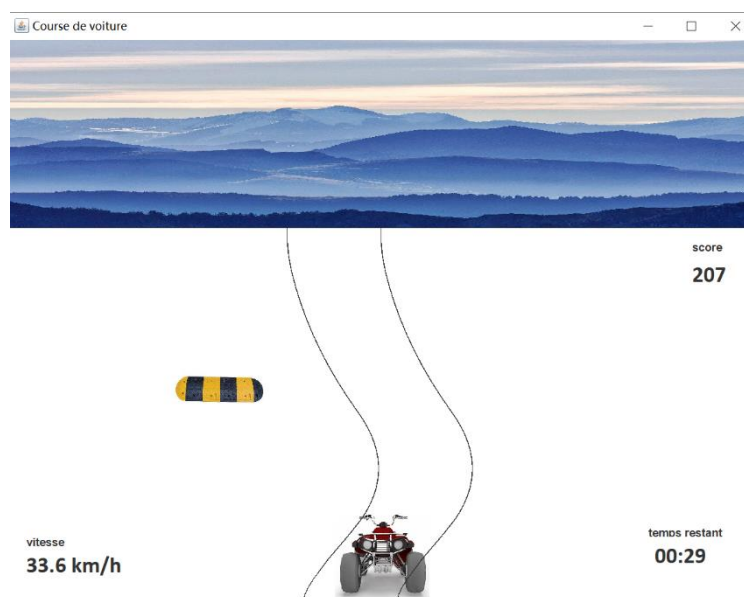 Course de voiture
score
207
vitesse
33.6 km/h
temps restant
00:29